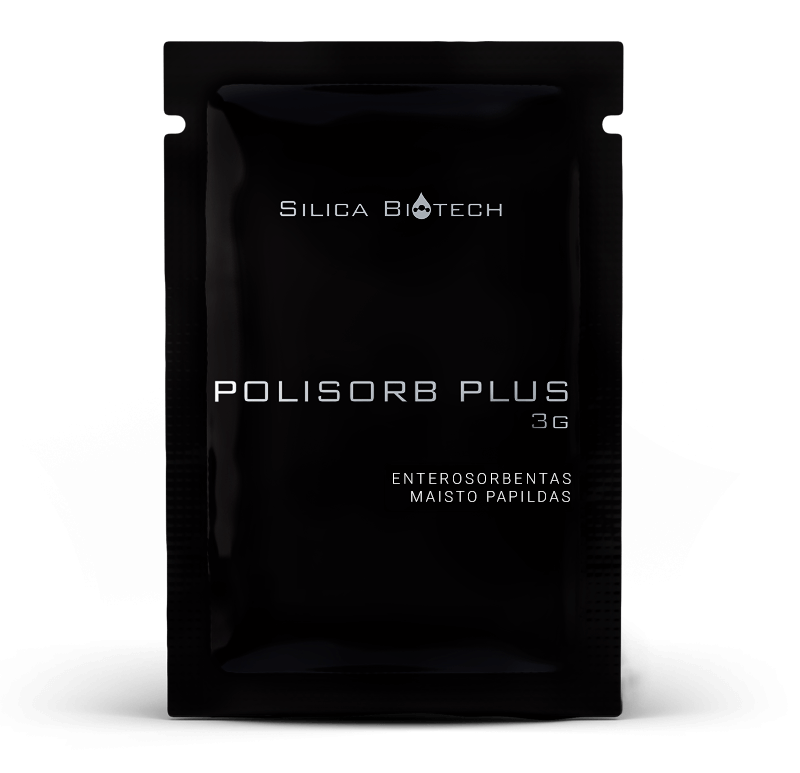 SILICA BIOTECH
POLISORB PLUS
3G
ENTEROSORBENTAS
MAISTO PAPILDAS